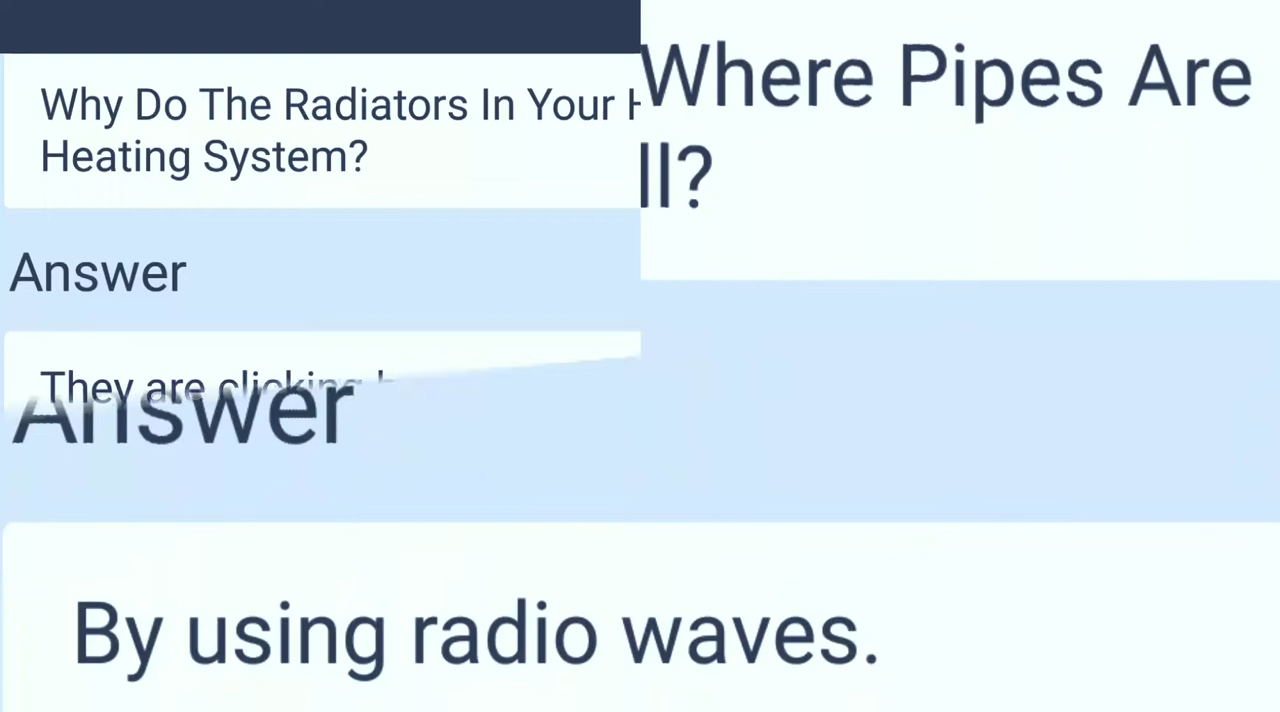 Why Do The Radiators In Your
Heating System?
Where Pipes Are
ll?
Answer
They are clicking
Answer
By using radio waves.